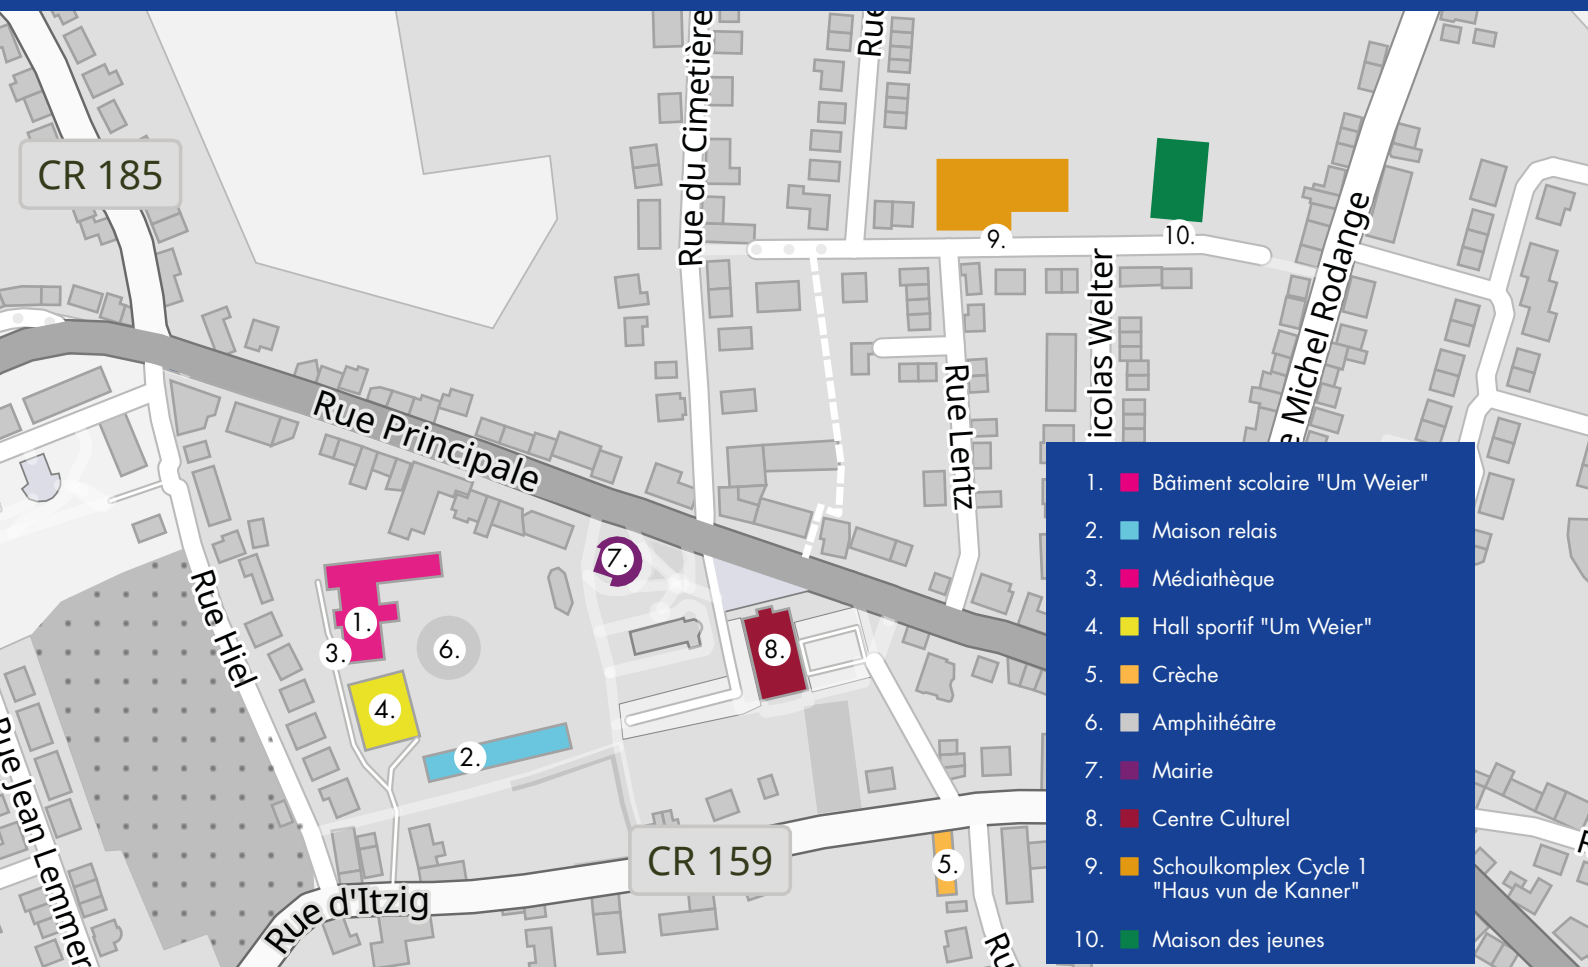 Rue du Cimetière
Rue
CR 185
9.
10.
Rue Michel Rodange
icolas Welter
Rue Lentz
Rue Principale
7.
1.
3.
6.
8.
4.
2.
Rue Hiel
Rue Jean Lemmer
CR 159
5.
Rue d'Itzig
Ru
R
1. Bâtiment scolaire "Um Weier"
2. Maison relais
3. Médiathèque
4. Hall sportif "Um Weier"
5. Crèche
6. Amphithéâtre
7. Mairie
8. Centre Culturel
9. Schoulkomplex Cycle 1
"Haus vun de Kanner"
10. Maison des jeunes